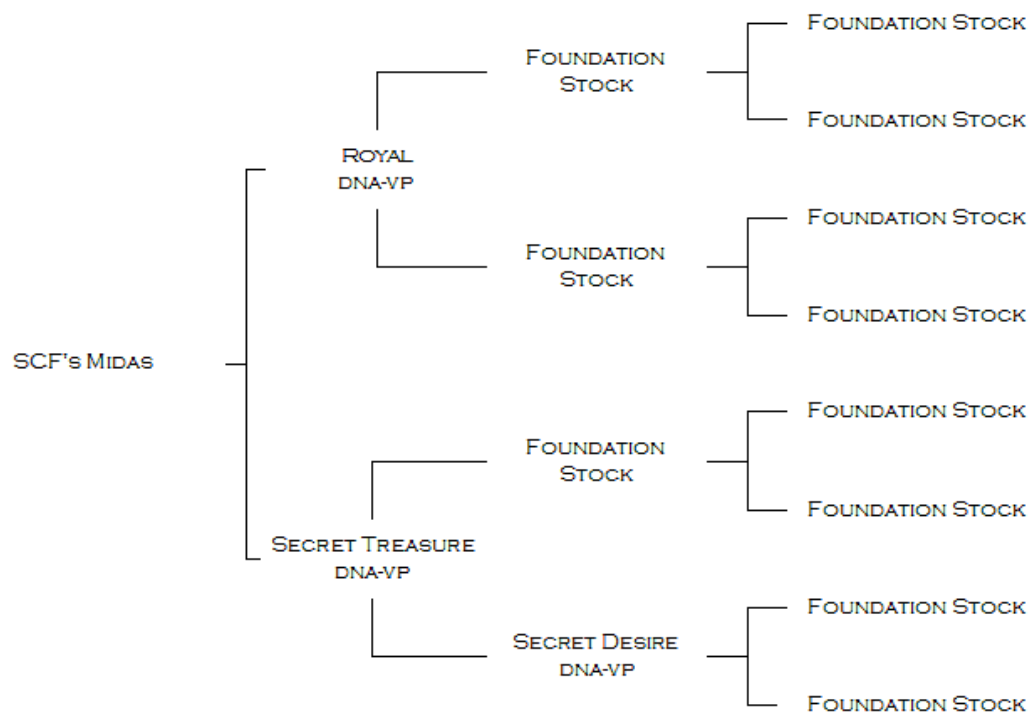 Foundation Stock
Foundation
Stock
Foundation Stock
Royal
DNA-VP
Foundation Stock
Foundation
Stock
Foundation Stock
SCF's Midas
Foundation Stock
Foundation
Stock
Foundation Stock
Secret Treasure
DNA-VP
Foundation Stock
Secret Desire
DNA-VP
Foundation Stock